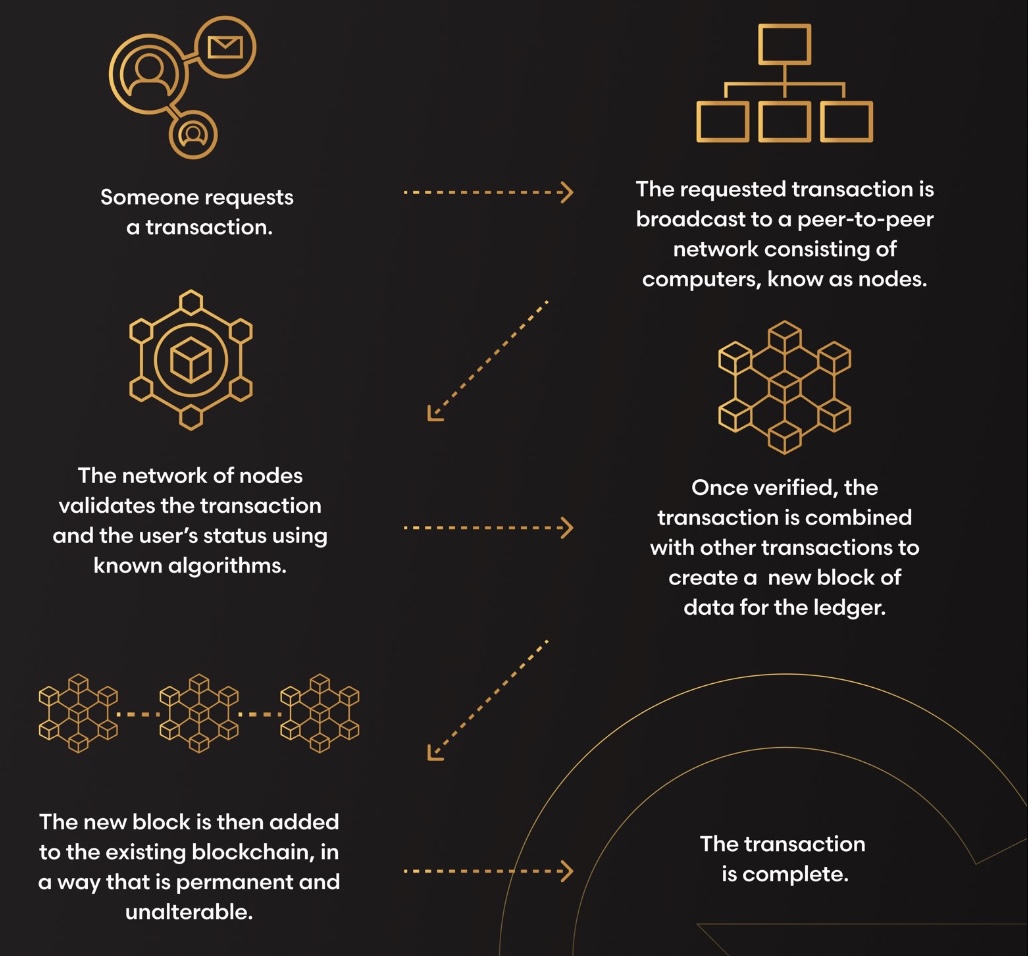 Someone requests
a transaction.
The requested transaction is
broadcast to a peer-to-peer
network consisting of
computers, know as nodes.
The network of nodes
validates the transaction
and the user’s status using
known algorithms.
Once verified, the
transaction is combined
with other transactions to
create a  new block of
data for the ledger.
The new block is then added
to the existing blockchain, in
a way that is permanent and
unalterable.
The transaction
is complete.